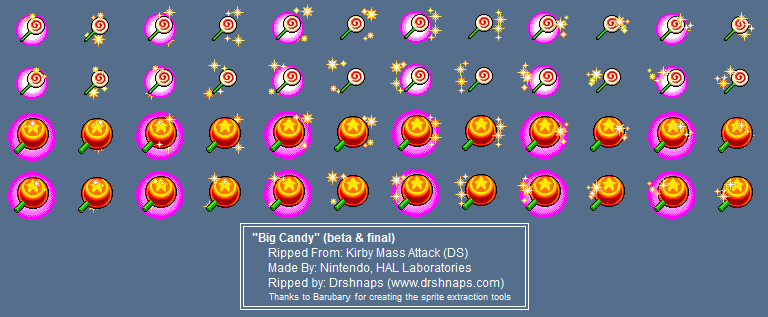 "Big Candy" (beta & final)
Ripped From: Kirby Mass Attack (DS)
Made By: Nintendo, HAL Laboratories
Ripped by: Drshnaps (www.drshnaps.com)
Thanks to Barubary for creating the sprite extraction tools